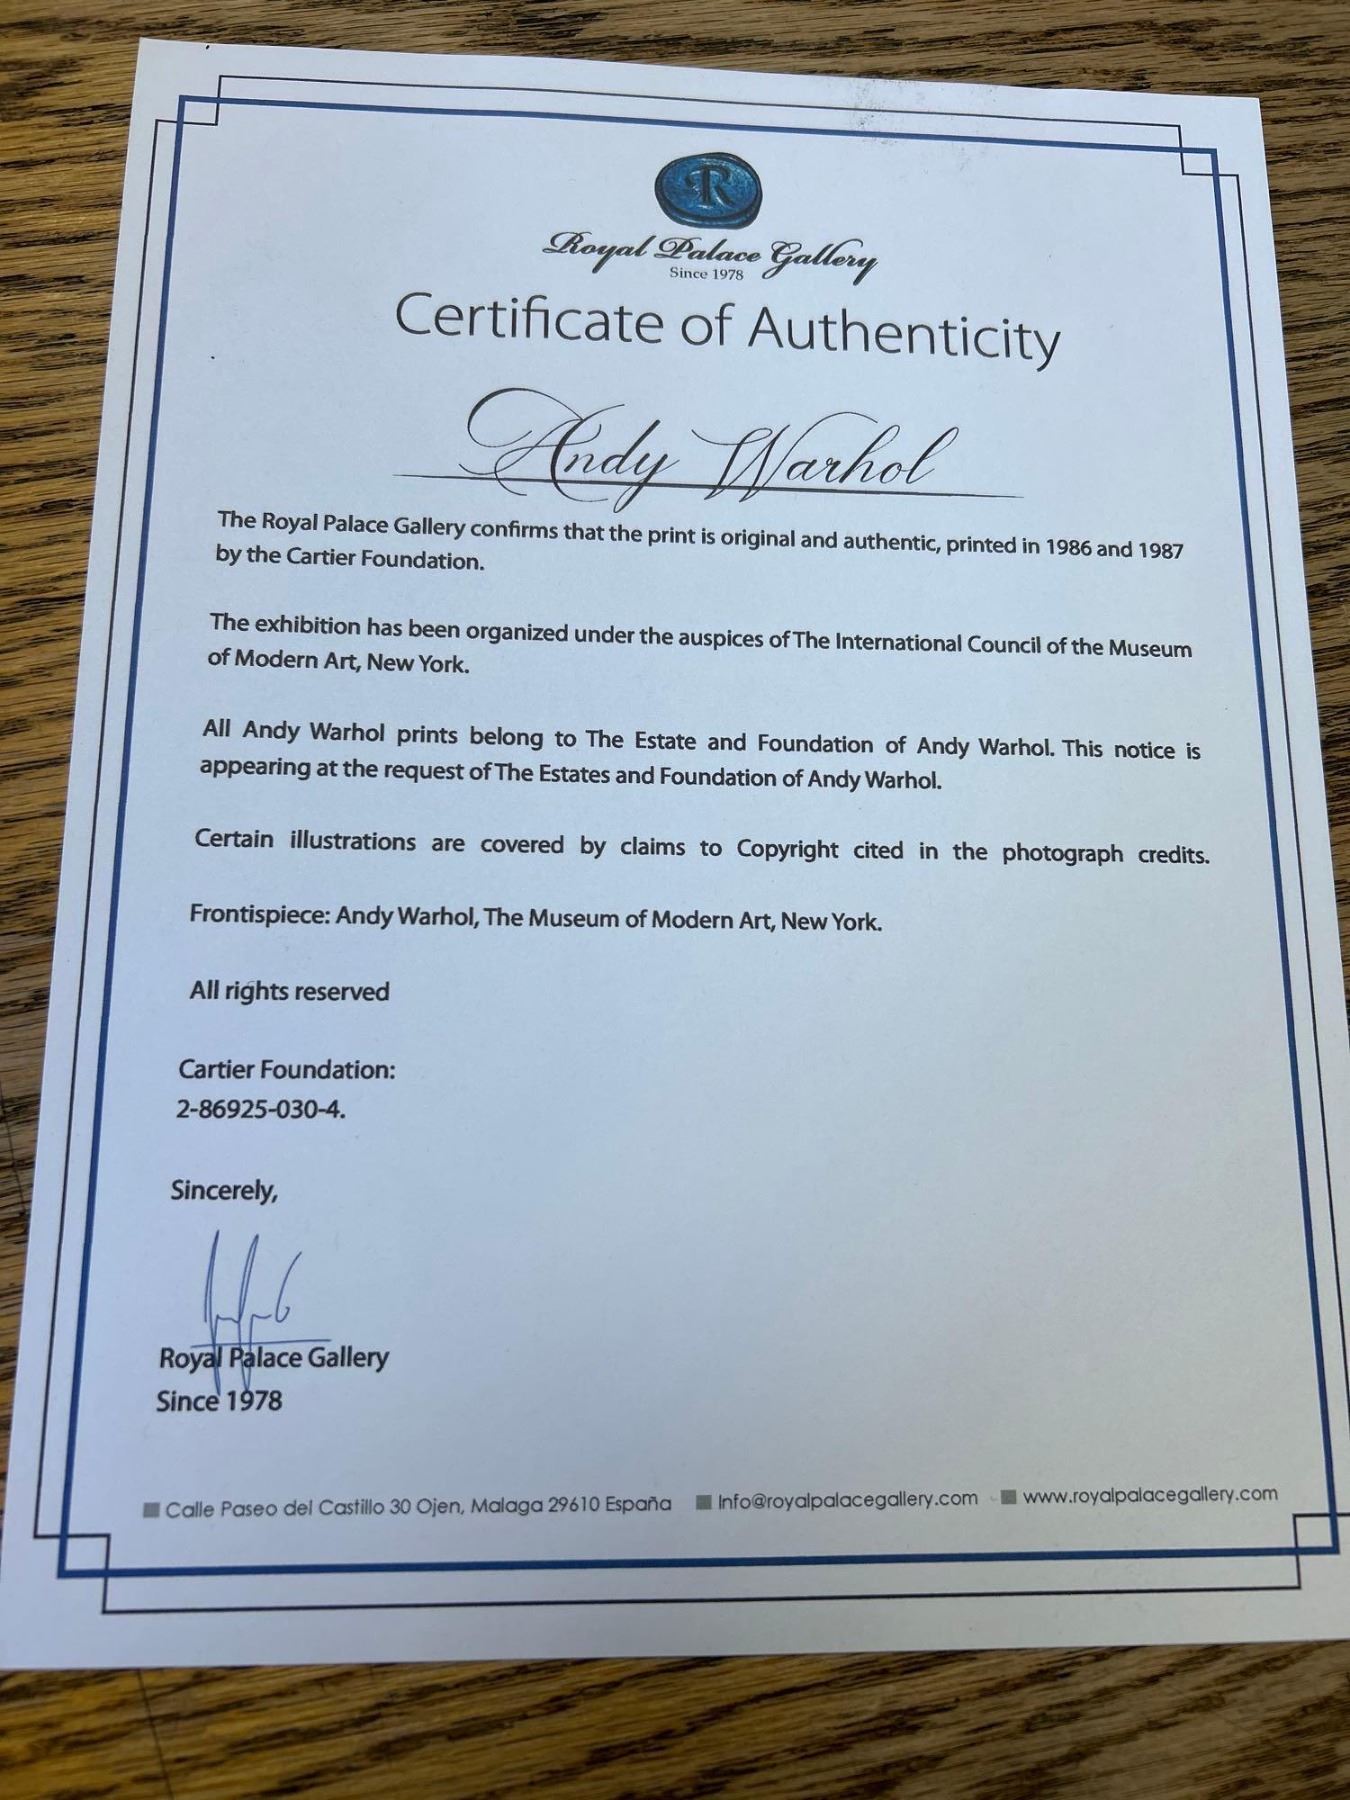 R
Royal Palace Gallery
Since 1978
Certificate of Authenticity
Andy Warhol
The Royal Palace Gallery confirms that the print is original and authentic, printed in 1986 and 1987
by the Cartier Foundation.
The exhibition has been organized under the auspices of The International Council of the Museum
of Modern Art, New York.
All Andy Warhol prints belong to The Estate and Foundation of Andy Warhol. This notice is
appearing at the request of The Estates and Foundation of Andy Warhol.
Certain illustrations are covered by claims to Copyright cited in the photograph credits.
Frontispiece: Andy Warhol, The Museum of Modern Art, New York.
All rights reserved
Cartier Foundation:
2-86925-030-4.
Sincerely,
Royal Palace Gallery
Since 1978
Calle Paseo del Castillo 30 Ojen, Malaga 29610 España Info@royalpalacegallery.com www.royalpalacegallery.com